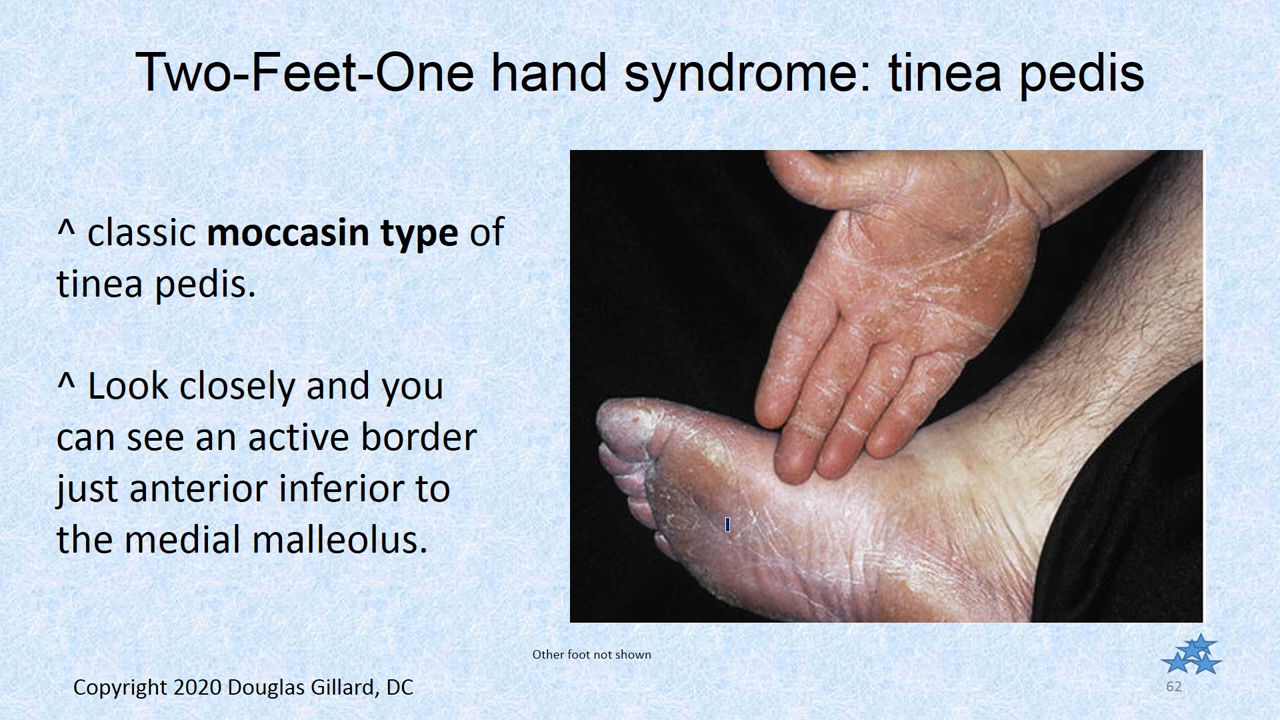 Two-Feet-One hand syndrome: tinea pedis
^ classic moccasin type of
tinea pedis.
^ Look closely and you
can see an active border
just anterior inferior to
the medial malleolus.
Other foot not shown
Copyright 2020 Douglas Gillard, DC
62